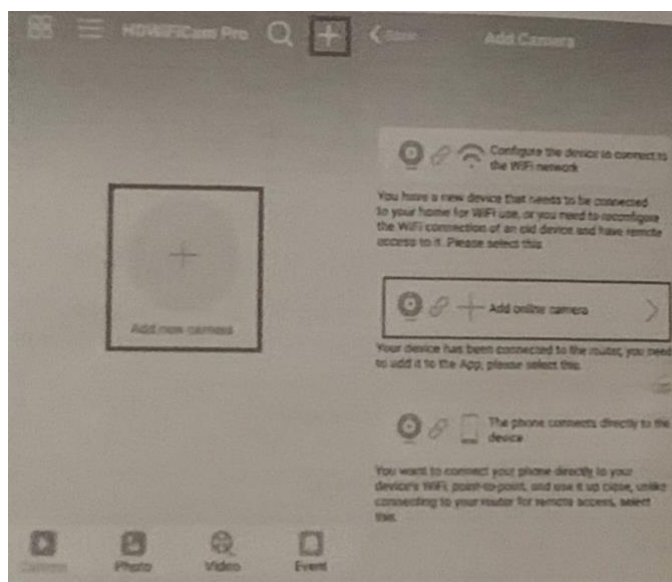 HDWiFiCam Pro
Add new camera
Camera
Photo
Video
Event
Back
Add Camera
Configure the device to connect to
the WiFi network
You have a new device that needs to be connected
to your home for WiFi use, or you need to reconfigure
the WiFi connection of an old device and have remote
access to it. Please select this.
Add online camera
Your device has been connected to the router, you need
to add it to the App, please select this.
The phone connects directly to the
device
You want to connect your phone directly to your
device's WiFi, point-to-point, and use it up close, unlike
connecting to your router for remote access, select
this.